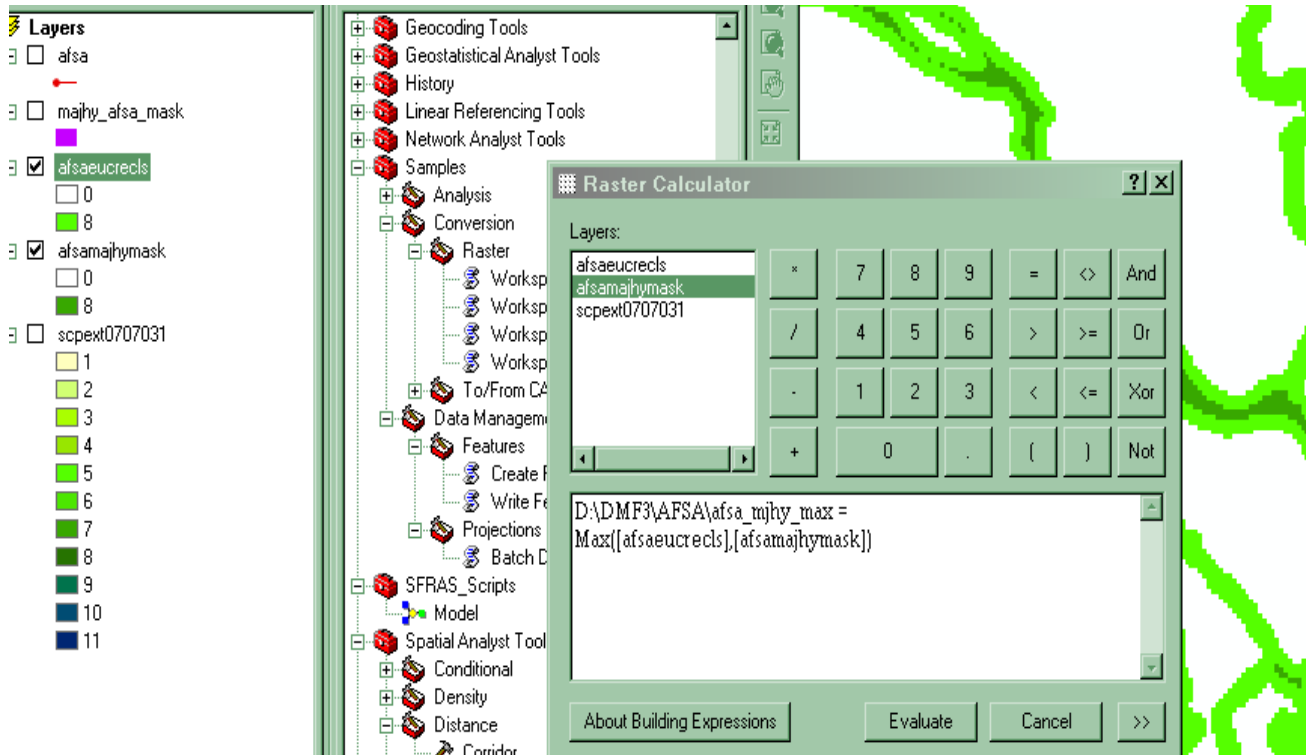 Layers
afsa
majhy_afsa_mask
afsaeucrecls
0
8
afsamajhymask
0
8
scpext0707031
1
2
3
4
5
6
7
8
9
10
11
Geocoding Tools
Geostatistical Analyst Tools
History
Linear Referencing Tools
Network Analyst Tools
Samples
Analysis
Conversion
Raster
Worksp
Worksp
Worksp
Worksp
To/From CA
Data Managem
Features
Create F
Write Fe
Projections
Batch D
SFRAS_Scripts
Model
Spatial Analyst Tool
Conditional
Density
Distance
Corridor
Raster Calculator ? X
Layers:
afsaeucrecls
afsamajhymask
scpext0707031
* 7 8 9 = <> And
/ 4 5 6 > >= Or
- 1 2 3 < <= Xor
+ 0 . ( ) Not
D:\DMF3\AFSA\afsa_mjhy_max =
Max([afsaeucrecls],[afsamajhymask])
About Building Expressions Evaluate Cancel >>